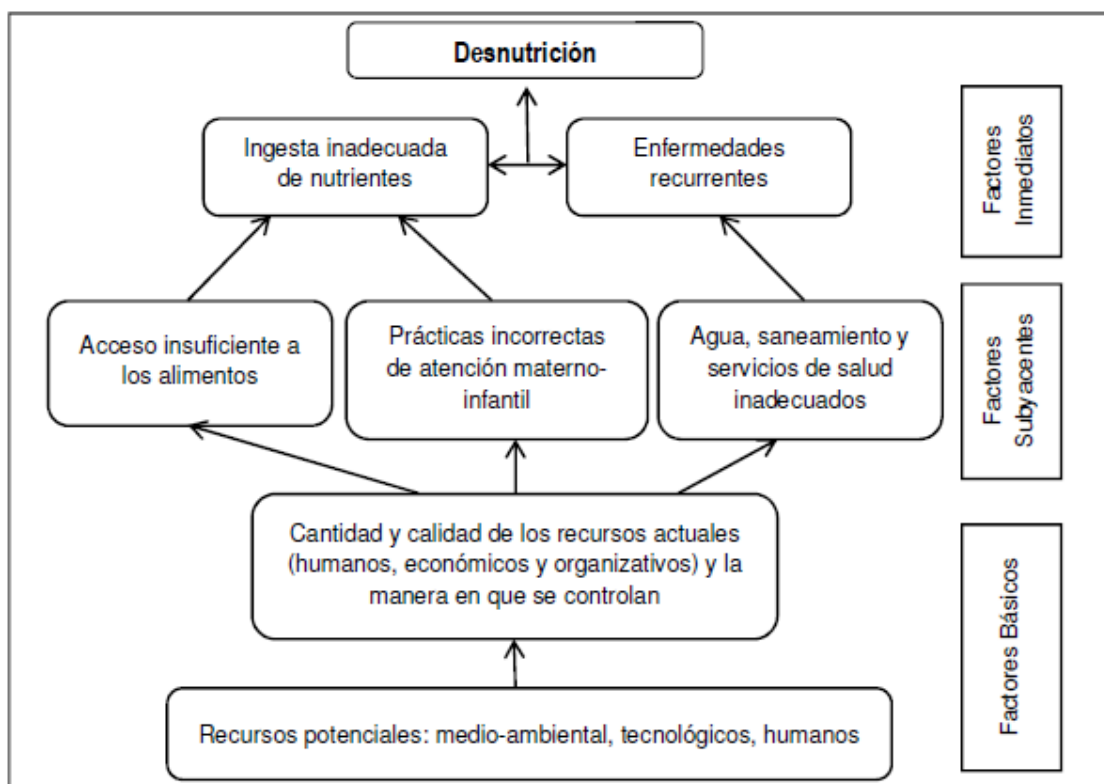 Desnutrición
Ingesta inadecuada
de nutrientes
Enfermedades
recurrentes
Factores
Inmediatos
Acceso insuficiente a
los alimentos
Prácticas incorrectas
de atención materno-
infantil
Agua, saneamiento y
servicios de salud
inadecuados
Factores
Subyacentes
Cantidad y calidad de los recursos actuales
(humanos, económicos y organizativos) y la
manera en que se controlan
Factores Básicos
Recursos potenciales: medio-ambiental, tecnológicos, humanos